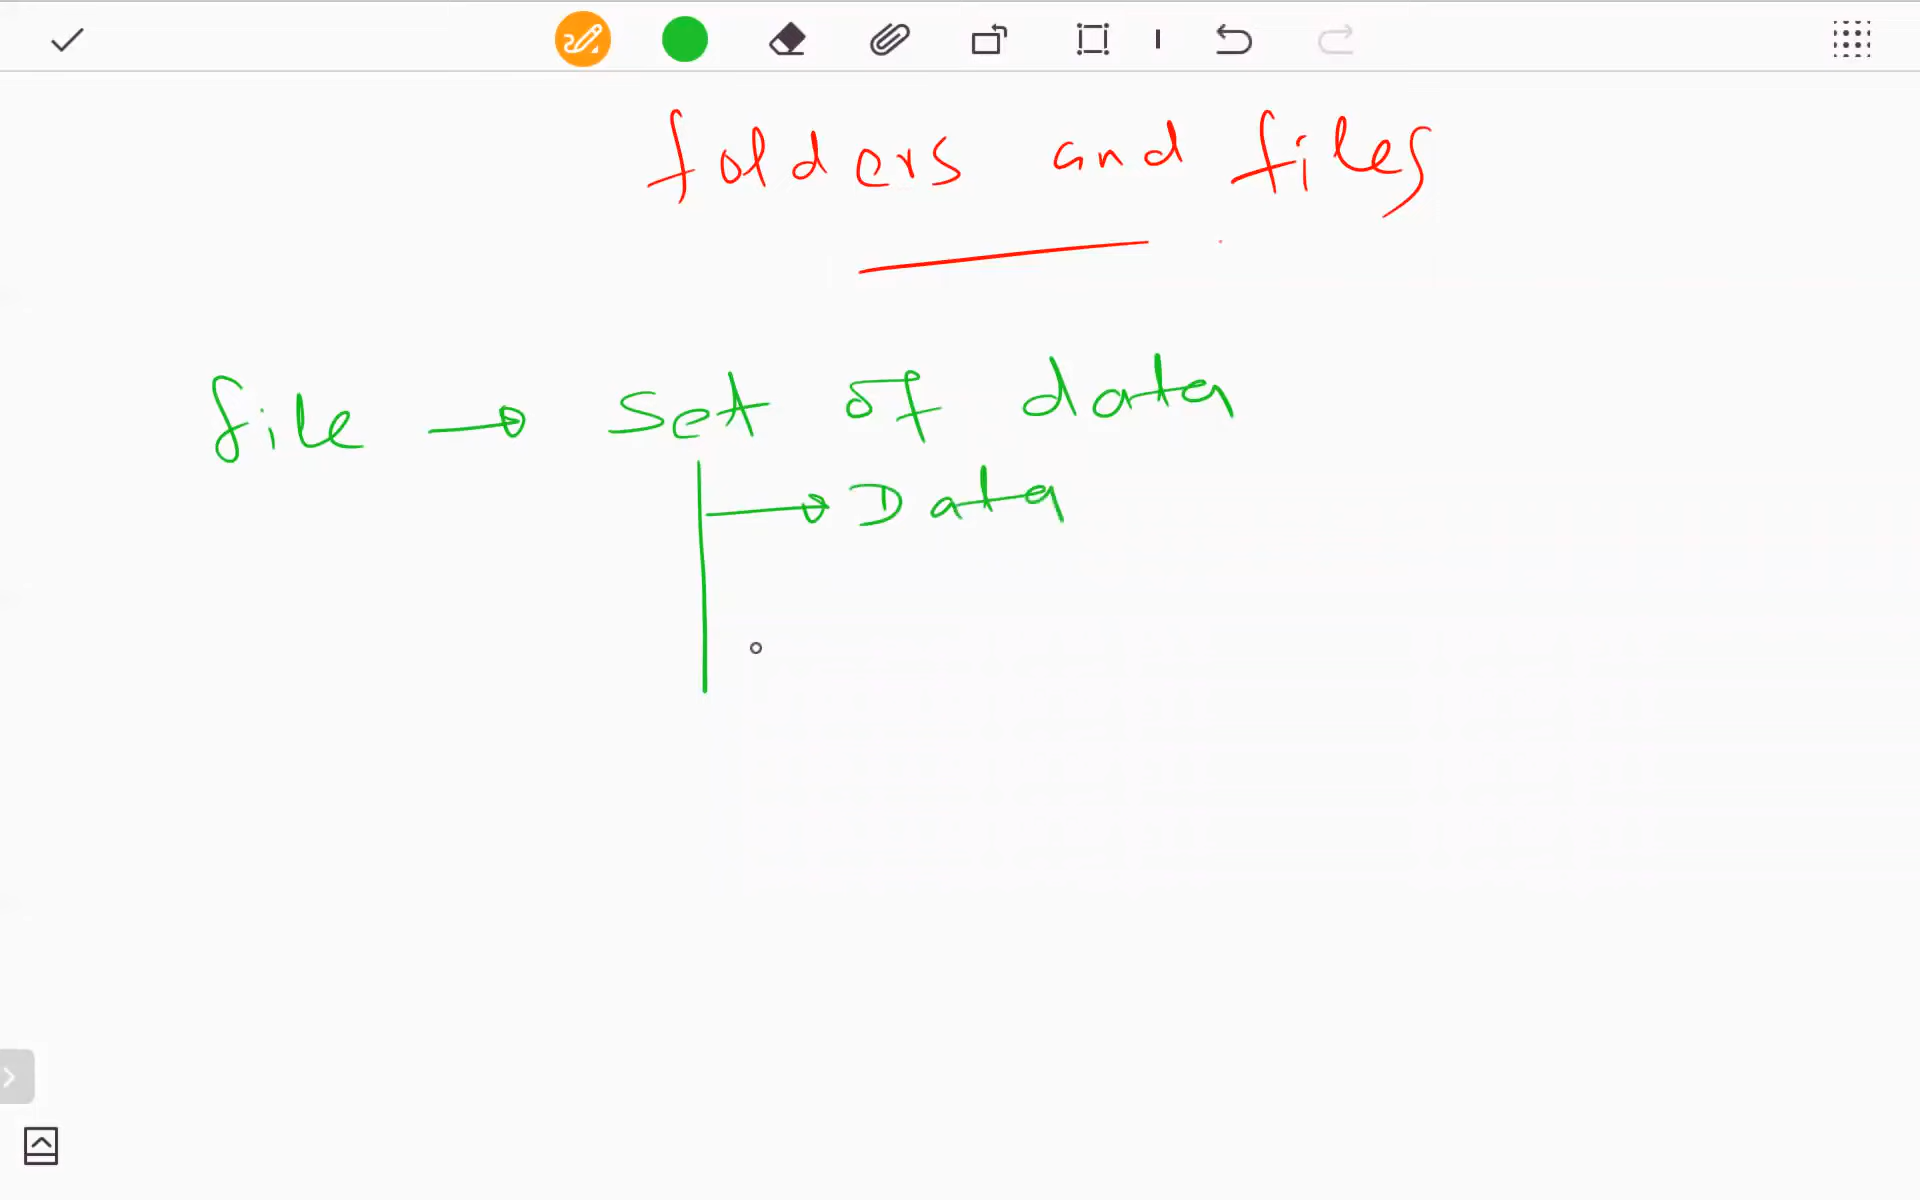 folders and files
file → set of data
→ Data